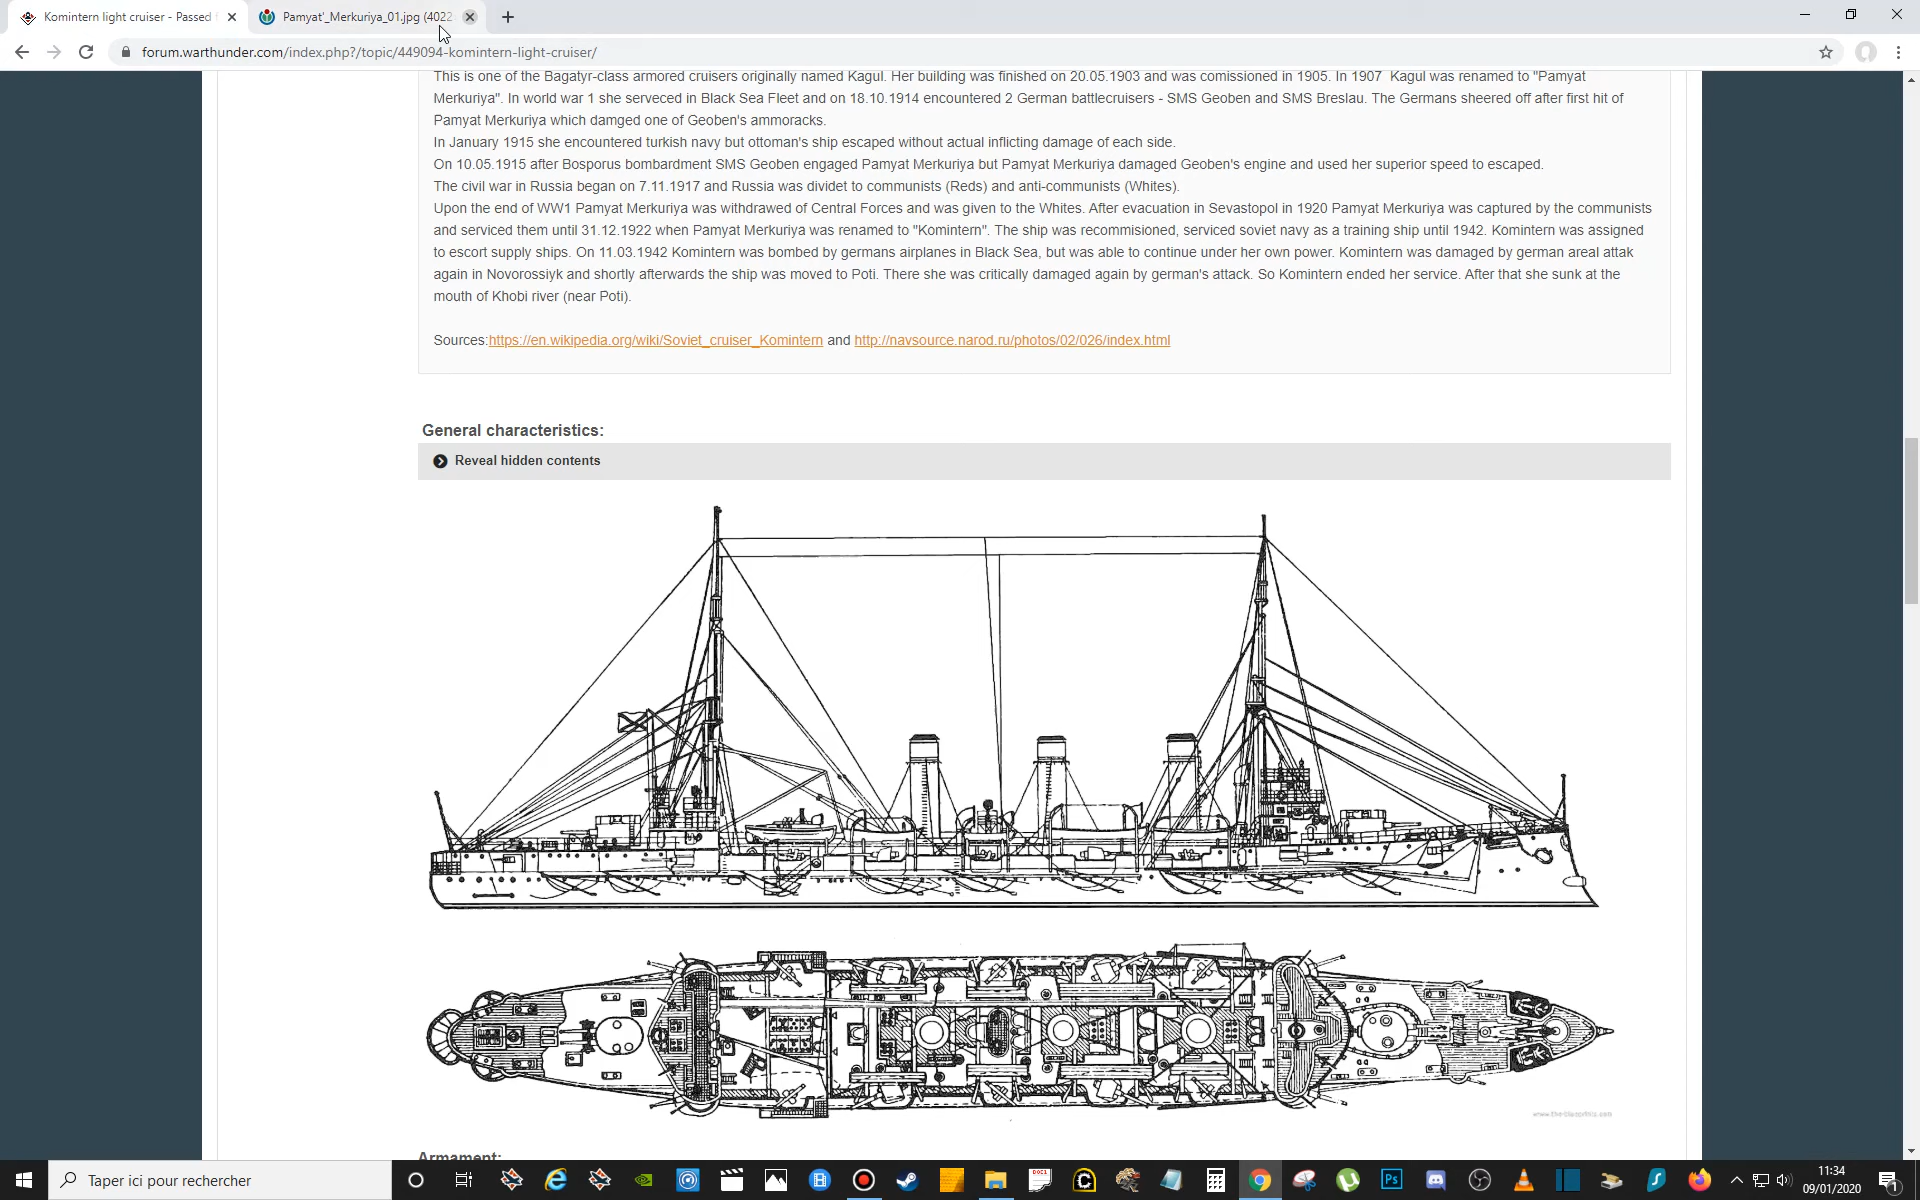 Komintern light cruiser - Passed
Pamyat'_Merkuriya_01.jpg (4022
forum.warthunder.com/index.php?/topic/449094-komintern-light-cruiser/
This is one of the Bagatyr-class armored cruisers originally named Kagul. Her building was finished on 20.05.1903 and was comissioned in 1905. In 1907  Kagul was renamed to "Pamyat
Merkuriya". In world war 1 she serveced in Black Sea Fleet and on 18.10.1914 encountered 2 German battlecruisers - SMS Geoben and SMS Breslau. The Germans sheered off after first hit of
Pamyat Merkuriya which damged one of Geoben's ammoracks.
In January 1915 she encountered turkish navy but ottoman's ship escaped without actual inflicting damage of each side.
On 10.05.1915 after Bosporus bombardment SMS Geoben engaged Pamyat Merkuriya but Pamyat Merkuriya damaged Geoben's engine and used her superior speed to escaped.
The civil war in Russia began on 7.11.1917 and Russia was dividet to communists (Reds) and anti-communists (Whites).
Upon the end of WW1 Pamyat Merkuriya was withdrawed of Central Forces and was given to the Whites. After evacuation in Sevastopol in 1920 Pamyat Merkuriya was captured by the communists
and serviced them until 31.12.1922 when Pamyat Merkuriya was renamed to "Komintern". The ship was recommisioned, serviced soviet navy as a training ship until 1942. Komintern was assigned
to escort supply ships. On 11.03.1942 Komintern was bombed by germans airplanes in Black Sea, but was able to continue under her own power. Komintern was damaged by german areal attak
again in Novorossiyk and shortly afterwards the ship was moved to Poti. There she was critically damaged again by german's attack. So Komintern ended her service. After that she sunk at the
mouth of Khobi river (near Poti).
Sources:https://en.wikipedia.org/wiki/Soviet_cruiser_Komintern and http://navsource.narod.ru/photos/02/026/index.html
General characteristics:
Reveal hidden contents
www.the-blueprints.com
Armament:
Taper ici pour rechercher
11:34
09/01/2020